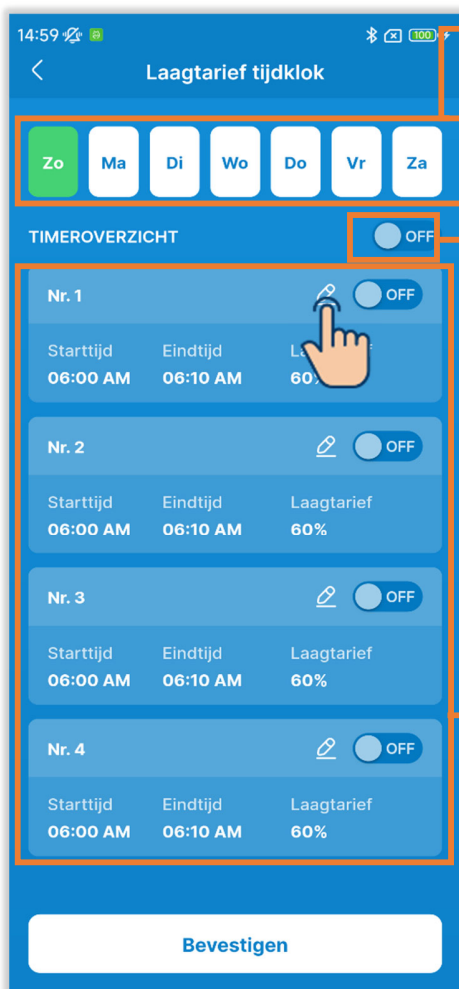 14:59 100
Laagtarief tijdklok
Zo Ma Di Wo Do Vr Za
TIMEROVERZICHT OFF
Nr. 1 OFF
Starttijd Eindtijd
06:00 AM 06:10 AM
Nr. 2 OFF
Starttijd Eindtijd Laagtarief
06:00 AM 06:10 AM 60%
Nr. 3 OFF
Starttijd Eindtijd Laagtarief
06:00 AM 06:10 AM 60%
Nr. 4 OFF
Starttijd Eindtijd Laagtarief
06:00 AM 06:10 AM 60%
Bevestigen